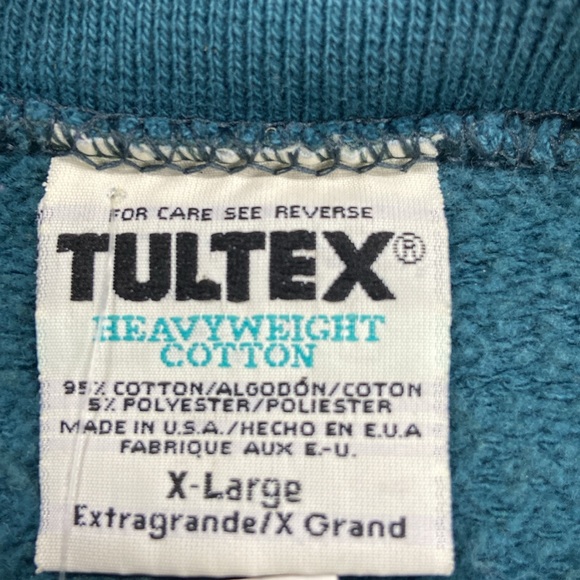 FOR CARE SEE REVERSE
TULTEX®
HEAVYWEIGHT
COTTON
95% COTTON/ALGODÓN/COTON
5% POLYESTER/POLIESTER
MADE IN U.S.A./HECHO EN E.U.A
FABRIQUE AUX E.-U.
X-Large
Extragrande/X Grand